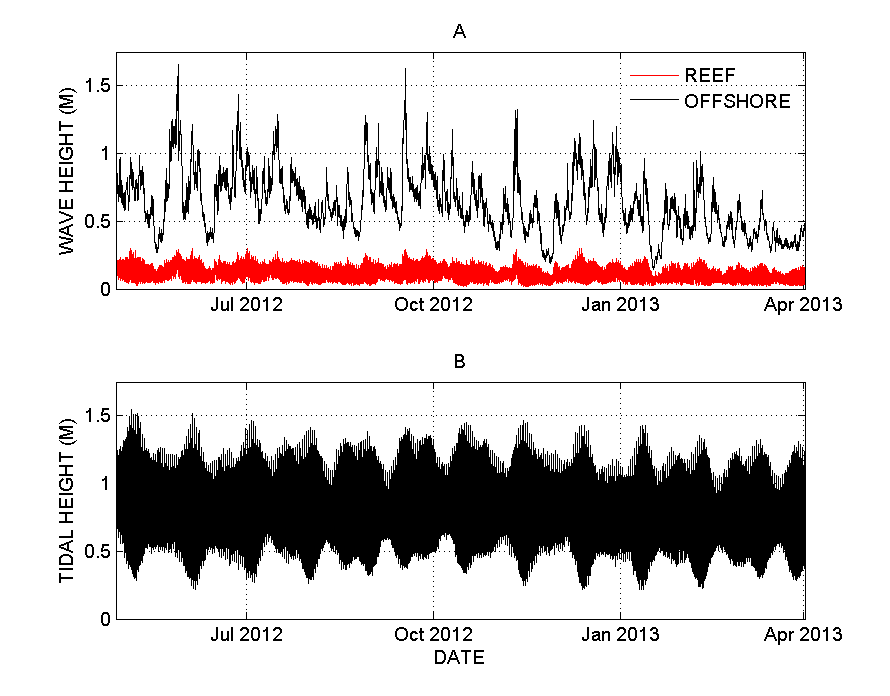 A
1.5
1
0.5
0
WAVE HEIGHT (M)
REEF
OFFSHORE
Jul 2012 Oct 2012 Jan 2013 Apr 2013
B
1.5
1
0.5
0
TIDAL HEIGHT (M)
Jul 2012 Oct 2012 Jan 2013 Apr 2013
DATE